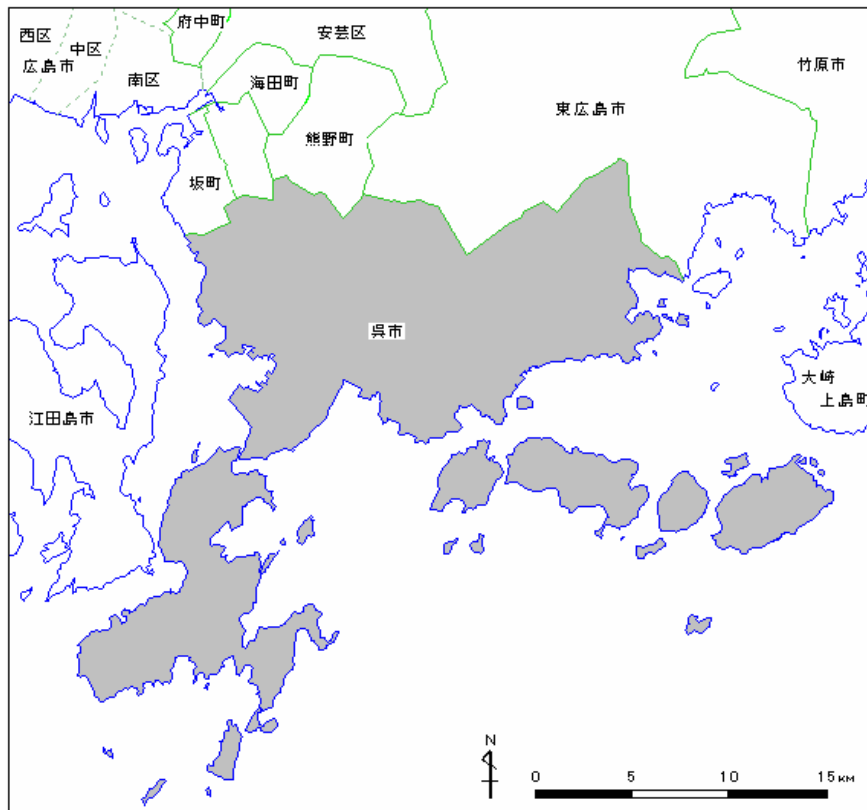 府中町
安芸区
西区
中区
広島市
南区
海田町
竹原市
東広島市
熊野町
坂町
呉市
大崎
上島町
江田島市
N
0 5 10 15 KM